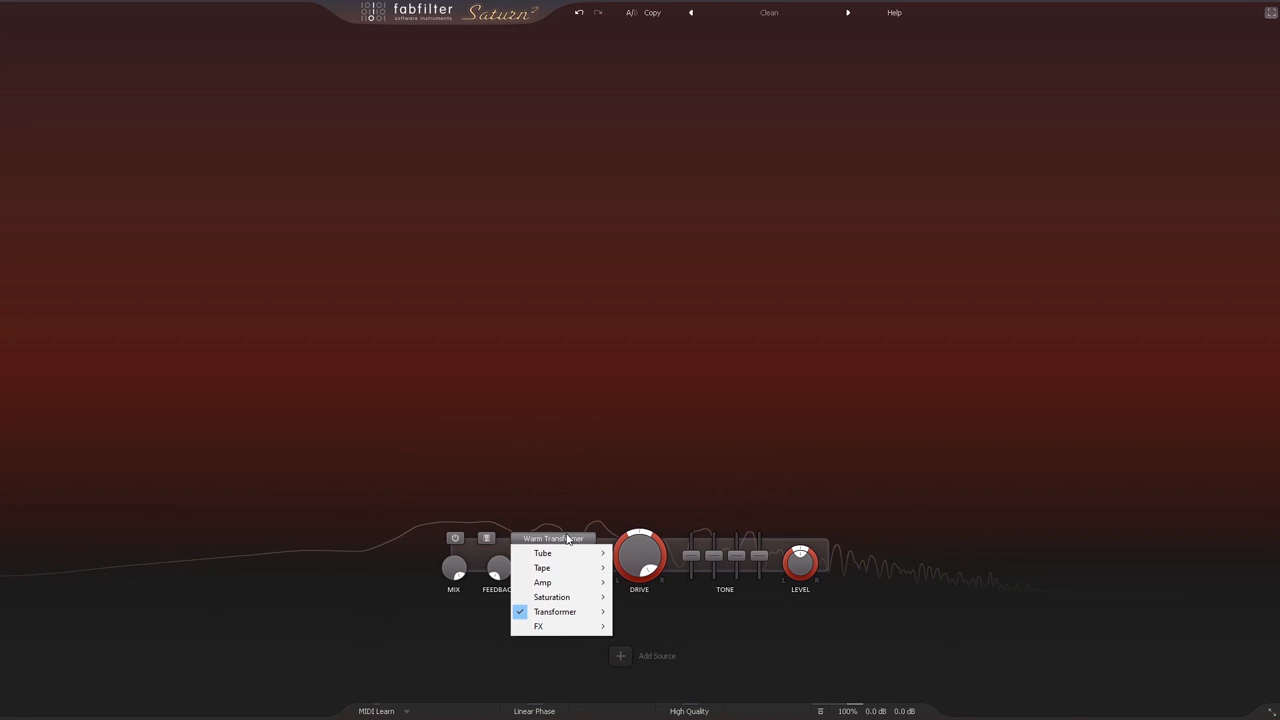 fabfilter
software instruments
Saturn 2
A/B Copy
Clean
Help
Warm Transformer
Tube
Tape
Amp
Saturation
Transformer
FX
MIX
FEEDBAC
L R
DRIVE
TONE
L R
LEVEL
Add Source
MIDI Learn
Linear Phase
High Quality
100% 0.0 dB 0.0 dB